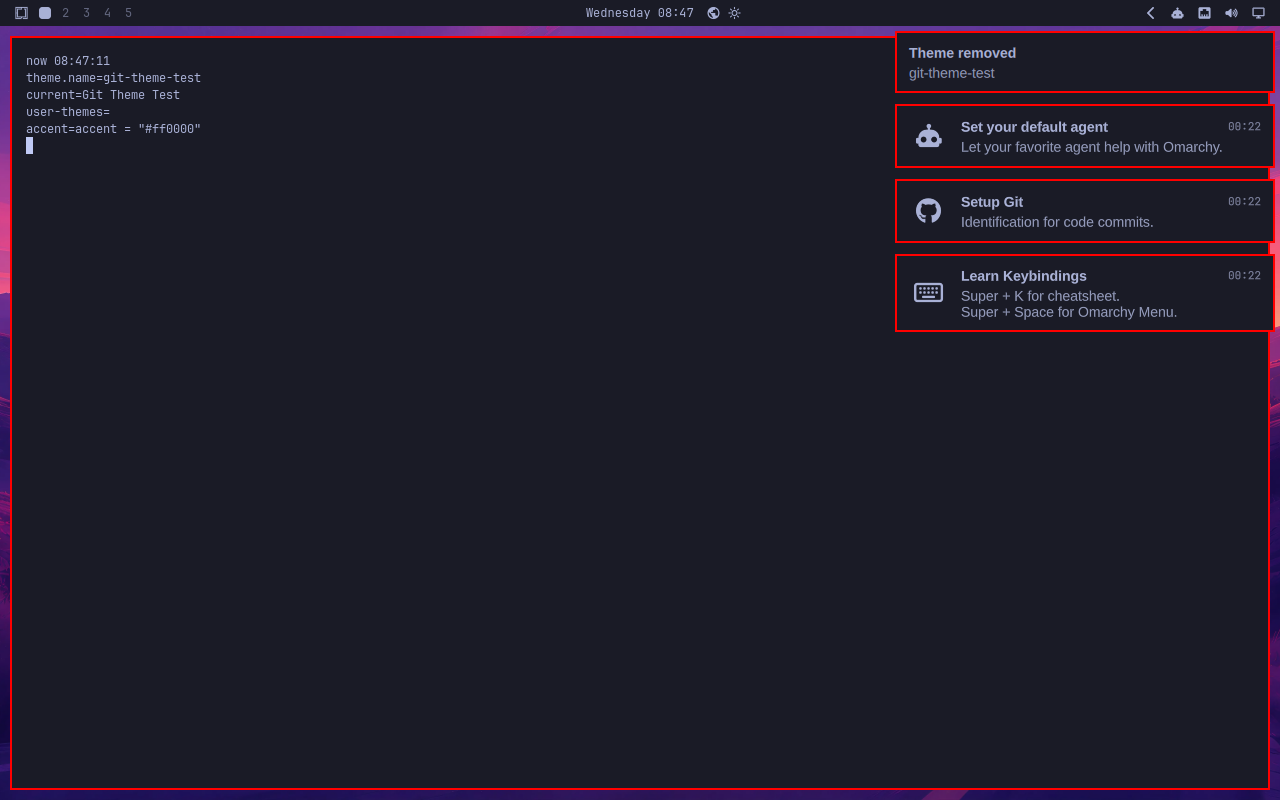 2 3 4 5
Wednesday 08:47
now 08:47:11
theme.name=git-theme-test
current=Git Theme Test
user-themes=
accent=accent = "#ff0000"
Theme removed
git-theme-test
Set your default agent 00:22
Let your favorite agent help with Omarchy.
Setup Git 00:22
Identification for code commits.
Learn Keybindings 00:22
Super + K for cheatsheet.
Super + Space for Omarchy Menu.